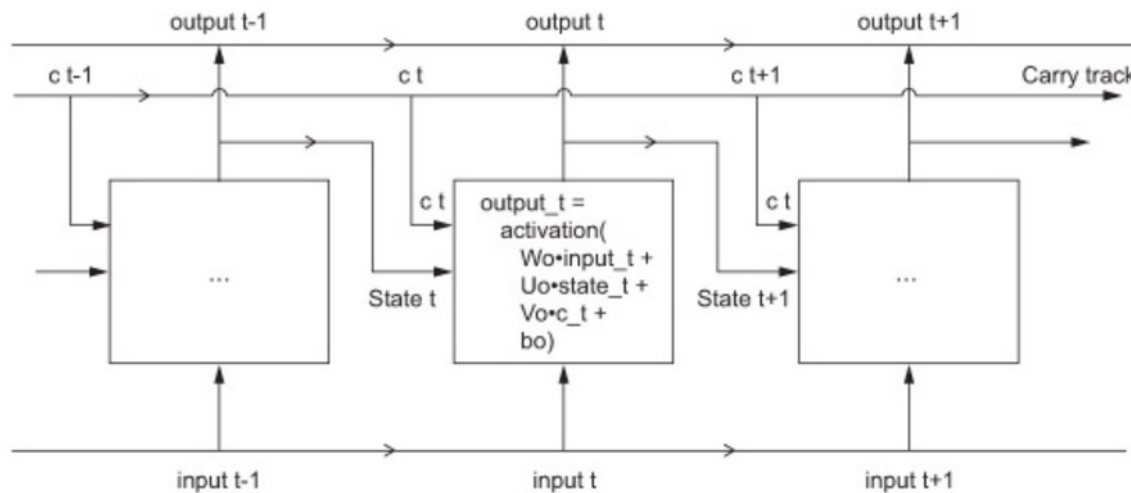 output t-1
output t
output t+1
c t-1
c t
c t+1
Carry track
c t
output_t =
activation(
Wo•input_t +
Uo•state_t +
Vo•c_t +
bo)
c t
...
...
State t
State t+1
input t-1
input t
input t+1